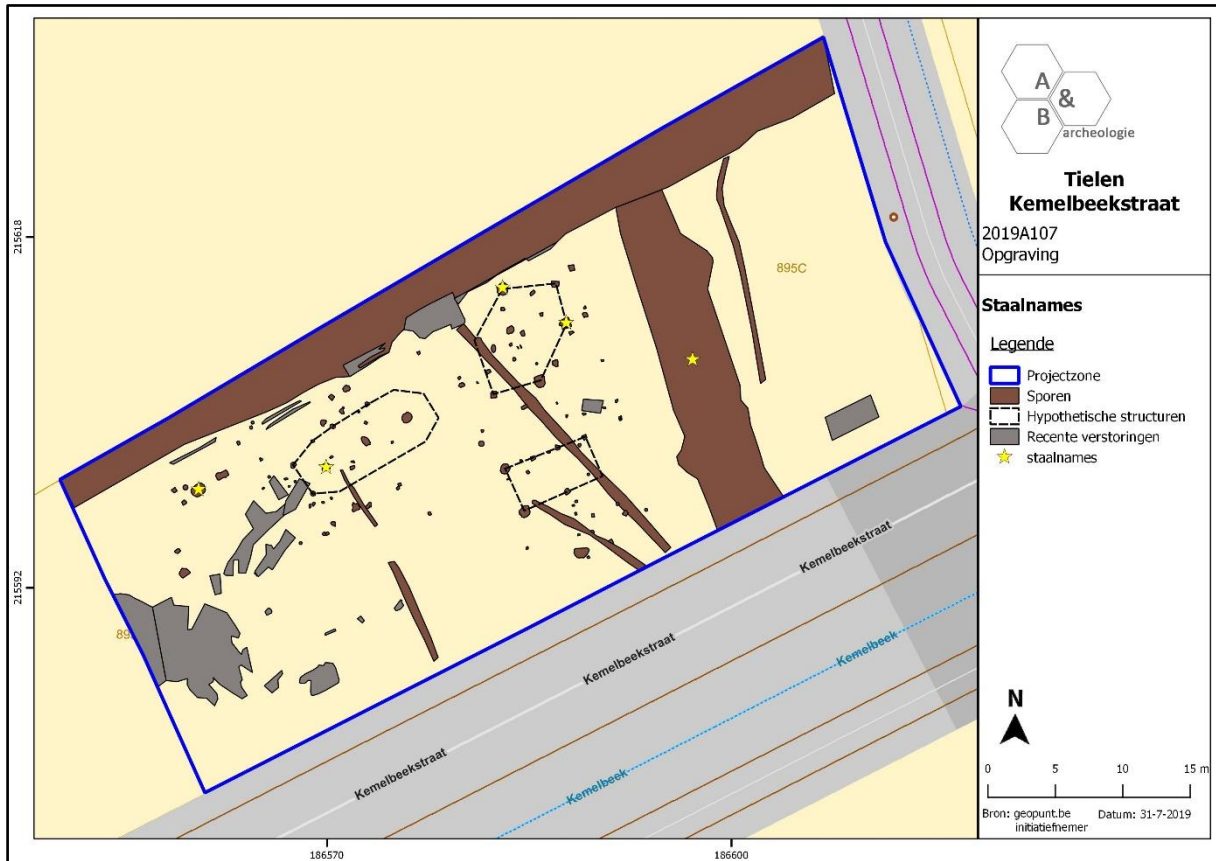 A
&
B
archeologie
Tielen
Kemelbeekstraat
2019A107
Opgraving
Staalnames
Legende
Projectzone
Sporen
Hypothetische structuren
Recente verstoringen
staalnames
N
0 5 10 15 m
Bron: geopunt.be Datum: 31-7-2019
initiatiefnemer
215618
215592
186570
186600
895C
Kemelbeekstraat
Kemelbeekstraat
Kemelbeekstraat
Kemelbeek
Kemelbeek